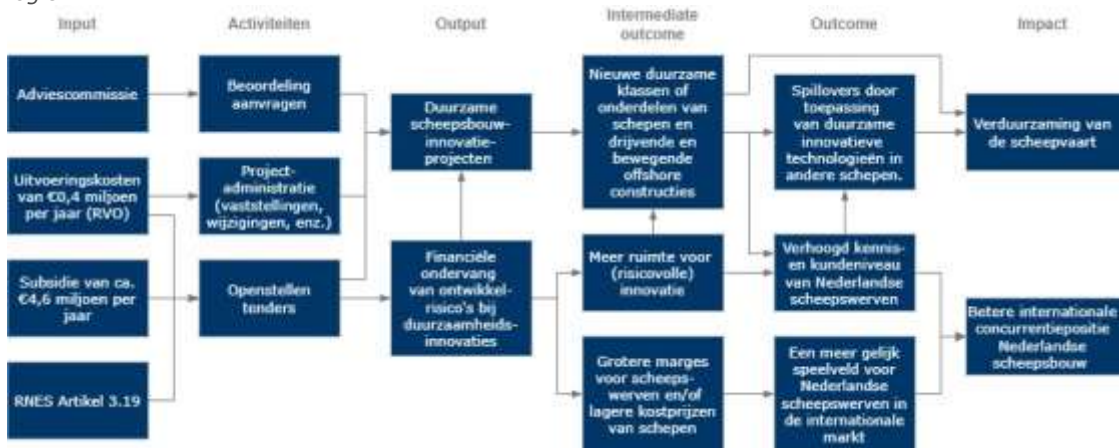 Input
Activiteiten
Output
Intermediate
outcome
Outcome
Impact
Adviescommissie
Beoordeling
aanvragen
Duurzame
scheepsbouw-
innovatie-
projecten
Nieuwe duurzame
klassen of
onderdelen van
schepen en
drijvende en
bewegende
offshore
constructies
Spillovers door
toepassing
van duurzame
innovatieve
technologieën in
andere schepen.
Verduurzaming van
de scheepvaart
Uitvoeringskosten
van €0,4 miljoen
per jaar (RVO)
Project-
administratie
(vaststellingen,
wijzigingen, enz.)
Subsidie van ca.
€4,6 miljoen per
jaar
Openstellen
tenders
Financiële
ondervang
van ontwikkel-
risico's bij
duurzaamheids-
innovaties
Meer ruimte voor
(risicovolle)
innovatie
Verhoogd kennis-
en kundeniveau
van Nederlandse
scheepswerven
Betere internationale
concurrentiepositie
Nederlandse
scheepsbouw
RNES Artikel 3.19
Grotere marges
voor scheeps-
werven en/of
lagere kostprijzen
van schepen
Een meer gelijk
speelveld voor
Nederlandse
scheepswerven in
de internationale
markt